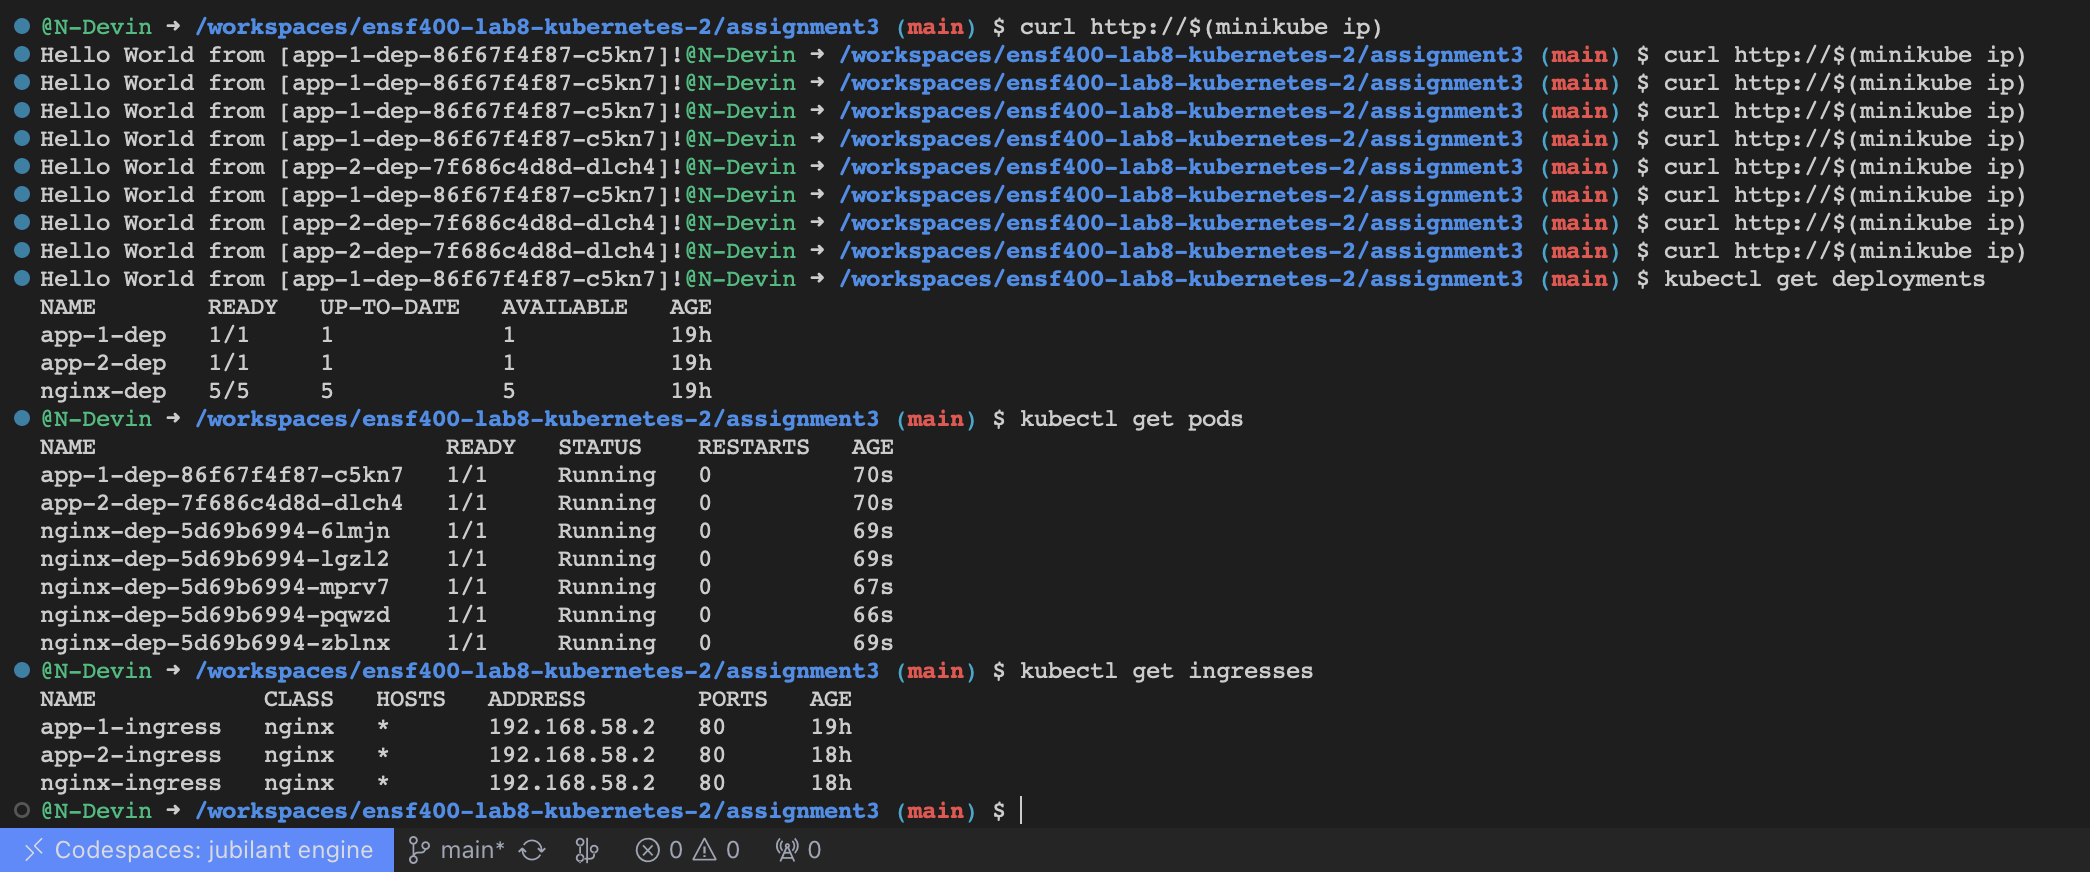 @N-Devin ➜ /workspaces/ensf400-lab8-kubernetes-2/assignment3 (main) $ curl http://$(minikube ip)
Hello World from [app-1-dep-86f67f4f87-c5kn7]!@N-Devin ➜ /workspaces/ensf400-lab8-kubernetes-2/assignment3 (main) $ curl http://$(minikube ip)
Hello World from [app-1-dep-86f67f4f87-c5kn7]!@N-Devin ➜ /workspaces/ensf400-lab8-kubernetes-2/assignment3 (main) $ curl http://$(minikube ip)
Hello World from [app-1-dep-86f67f4f87-c5kn7]!@N-Devin ➜ /workspaces/ensf400-lab8-kubernetes-2/assignment3 (main) $ curl http://$(minikube ip)
Hello World from [app-1-dep-86f67f4f87-c5kn7]!@N-Devin ➜ /workspaces/ensf400-lab8-kubernetes-2/assignment3 (main) $ curl http://$(minikube ip)
Hello World from [app-2-dep-7f686c4d8d-dlch4]!@N-Devin ➜ /workspaces/ensf400-lab8-kubernetes-2/assignment3 (main) $ curl http://$(minikube ip)
Hello World from [app-1-dep-86f67f4f87-c5kn7]!@N-Devin ➜ /workspaces/ensf400-lab8-kubernetes-2/assignment3 (main) $ curl http://$(minikube ip)
Hello World from [app-2-dep-7f686c4d8d-dlch4]!@N-Devin ➜ /workspaces/ensf400-lab8-kubernetes-2/assignment3 (main) $ curl http://$(minikube ip)
Hello World from [app-2-dep-7f686c4d8d-dlch4]!@N-Devin ➜ /workspaces/ensf400-lab8-kubernetes-2/assignment3 (main) $ curl http://$(minikube ip)
Hello World from [app-1-dep-86f67f4f87-c5kn7]!@N-Devin ➜ /workspaces/ensf400-lab8-kubernetes-2/assignment3 (main) $ kubectl get deployments
NAME        READY   UP-TO-DATE   AVAILABLE   AGE
app-1-dep   1/1     1            1           19h
app-2-dep   1/1     1            1           19h
nginx-dep   5/5     5            5           19h
@N-Devin ➜ /workspaces/ensf400-lab8-kubernetes-2/assignment3 (main) $ kubectl get pods
NAME                         READY   STATUS    RESTARTS   AGE
app-1-dep-86f67f4f87-c5kn7   1/1     Running   0          70s
app-2-dep-7f686c4d8d-dlch4   1/1     Running   0          70s
nginx-dep-5d69b6994-6lmjn    1/1     Running   0          69s
nginx-dep-5d69b6994-lgzl2    1/1     Running   0          69s
nginx-dep-5d69b6994-mprv7    1/1     Running   0          67s
nginx-dep-5d69b6994-pqwzd    1/1     Running   0          66s
nginx-dep-5d69b6994-zblnx    1/1     Running   0          69s
@N-Devin ➜ /workspaces/ensf400-lab8-kubernetes-2/assignment3 (main) $ kubectl get ingresses
NAME            CLASS   HOSTS   ADDRESS        PORTS   AGE
app-1-ingress   nginx   *       192.168.58.2   80      19h
app-2-ingress   nginx   *       192.168.58.2   80      18h
nginx-ingress   nginx   *       192.168.58.2   80      18h
@N-Devin ➜ /workspaces/ensf400-lab8-kubernetes-2/assignment3 (main) $
Codespaces: jubilant engine main* 0 0 0